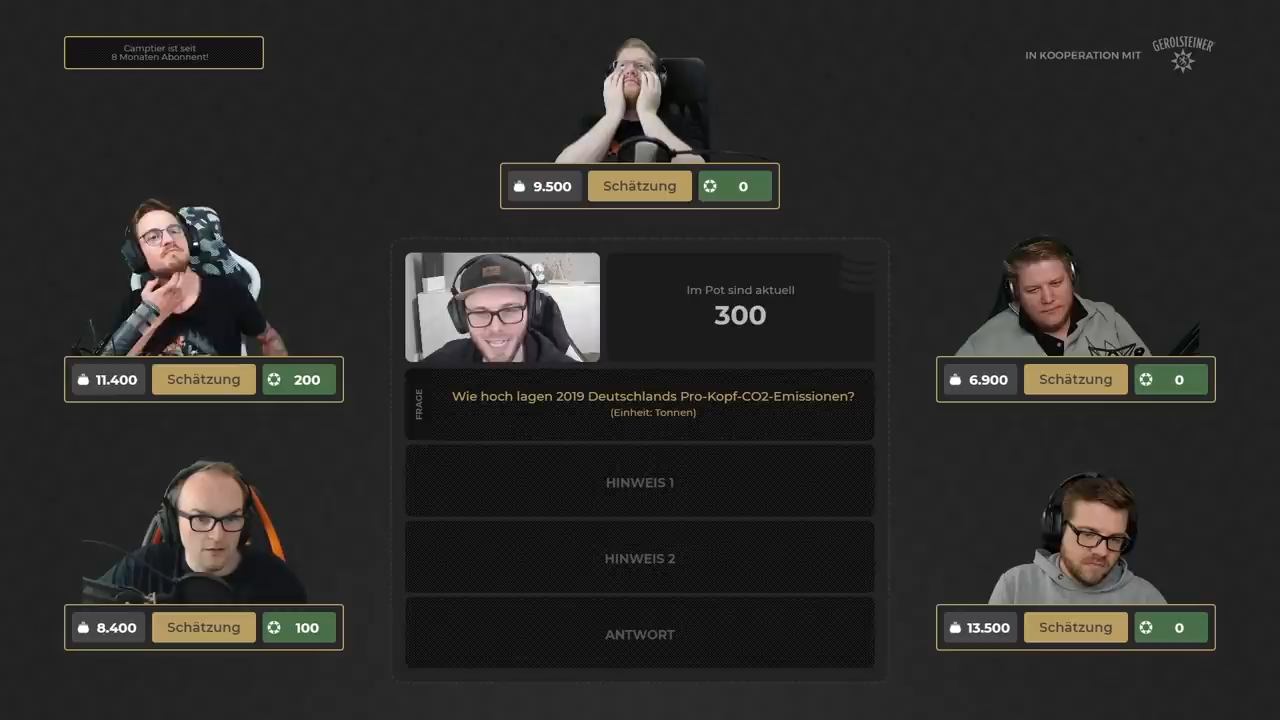 Camptier ist seit
8 Monaten Abonnent!
IN KOOPERATION MIT
GEROLSTEINER
9.500 Schätzung 0
11.400 Schätzung 200
Im Pot sind aktuell
300
6.900 Schätzung 0
FRAGE
Wie hoch lagen 2019 Deutschlands Pro-Kopf-CO2-Emissionen?
(Einheit: Tonnen)
HINWEIS 1
HINWEIS 2
ANTWORT
8.400 Schätzung 100
13.500 Schätzung 0